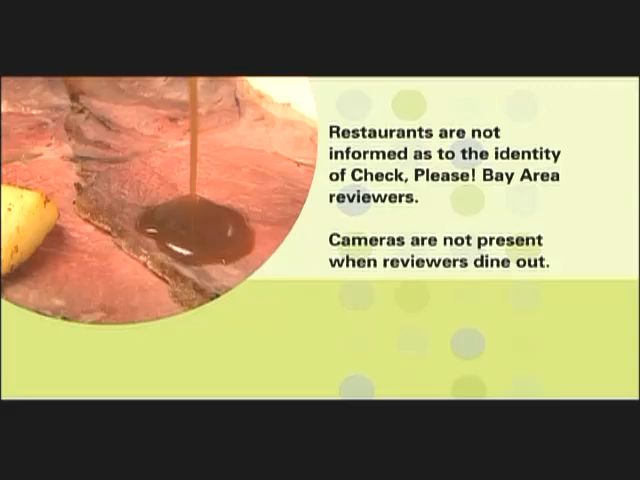 Restaurants are not
informed as to the identity
of Check, Please! Bay Area
reviewers.
Cameras are not present
when reviewers dine out.